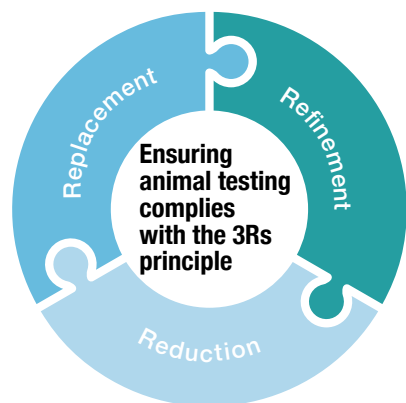 Replacement
Refinement
Ensuring
animal testing
complies
with the 3Rs
principle
Reduction